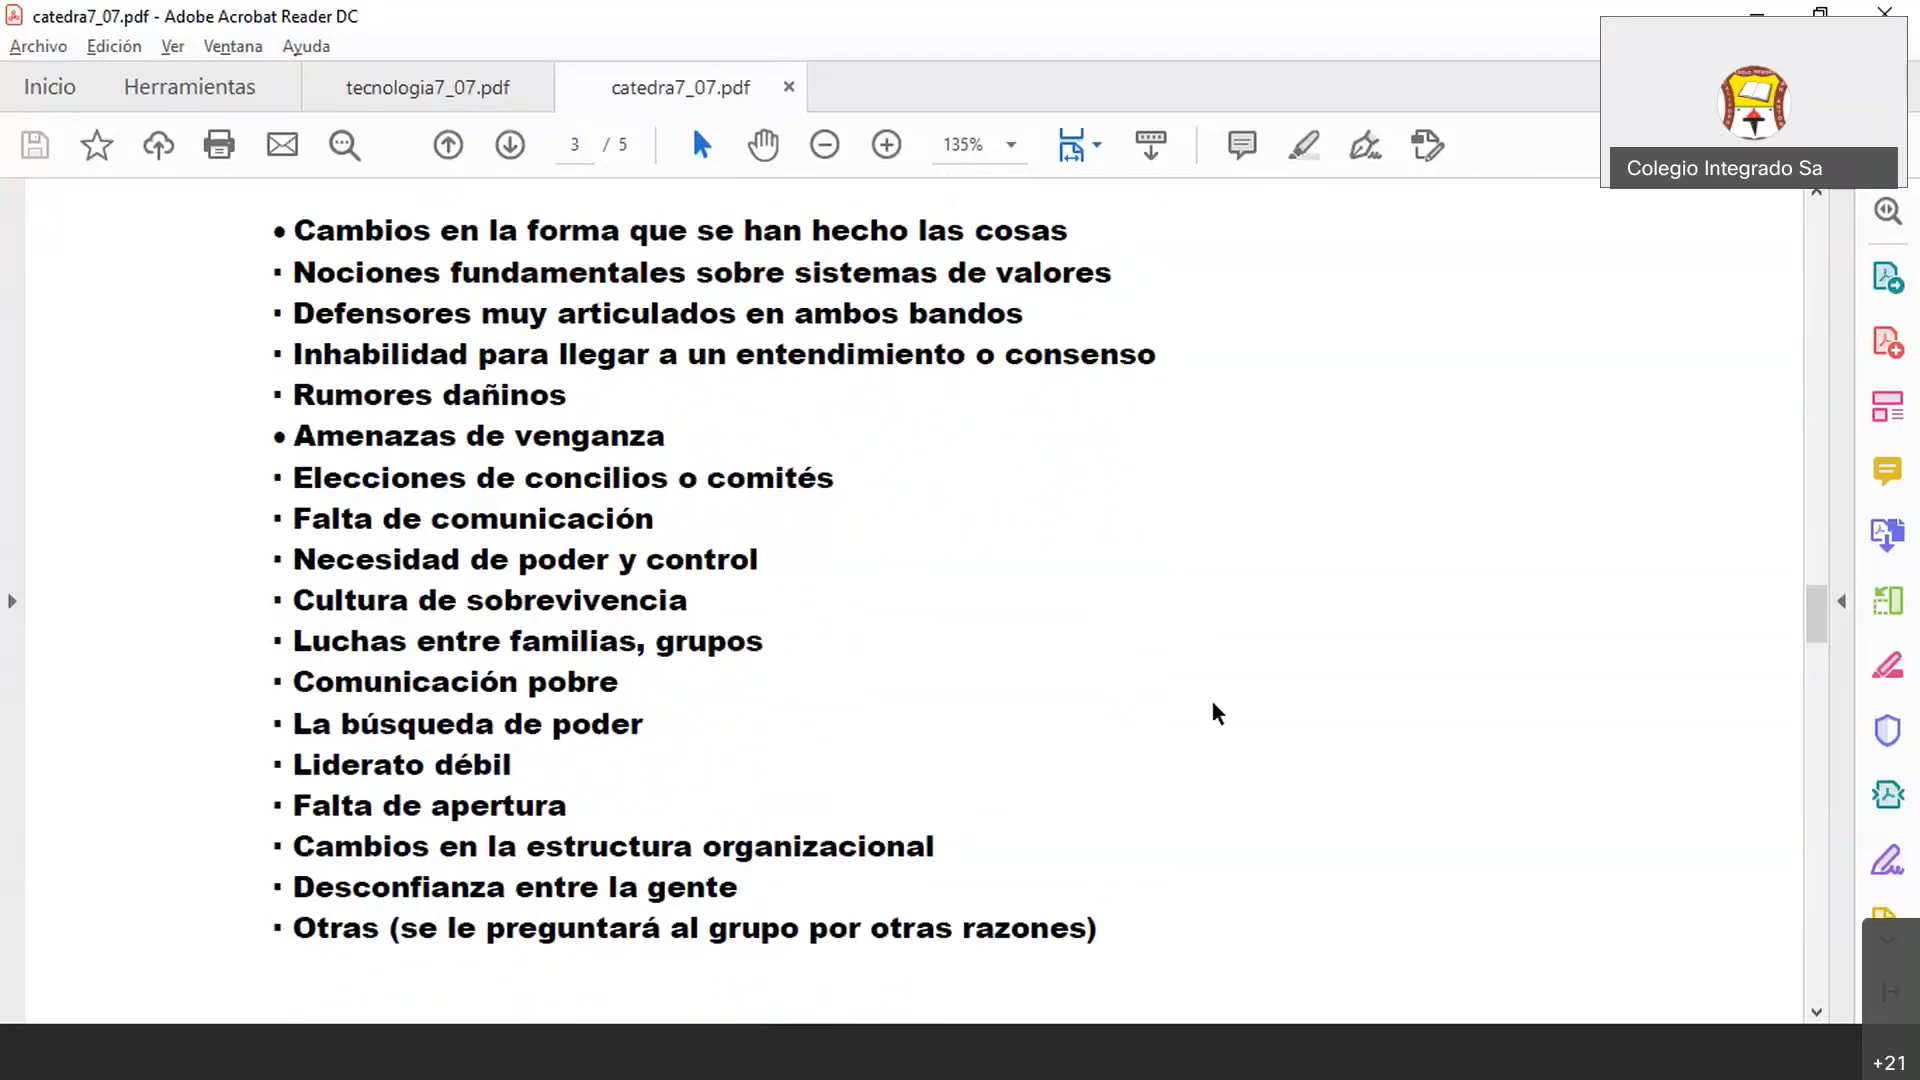 catedra7_07.pdf - Adobe Acrobat Reader DC
Archivo Edición Ver Ventana Ayuda
Inicio Herramientas tecnologia7_07.pdf catedra7_07.pdf
3 / 5 135%
Colegio Integrado Sa
• Cambios en la forma que se han hecho las cosas
· Nociones fundamentales sobre sistemas de valores
· Defensores muy articulados en ambos bandos
· Inhabilidad para llegar a un entendimiento o consenso
· Rumores dañinos
• Amenazas de venganza
· Elecciones de concilios o comités
· Falta de comunicación
· Necesidad de poder y control
· Cultura de sobrevivencia
· Luchas entre familias, grupos
· Comunicación pobre
· La búsqueda de poder
· Liderato débil
· Falta de apertura
· Cambios en la estructura organizacional
· Desconfianza entre la gente
· Otras (se le preguntará al grupo por otras razones)
+21